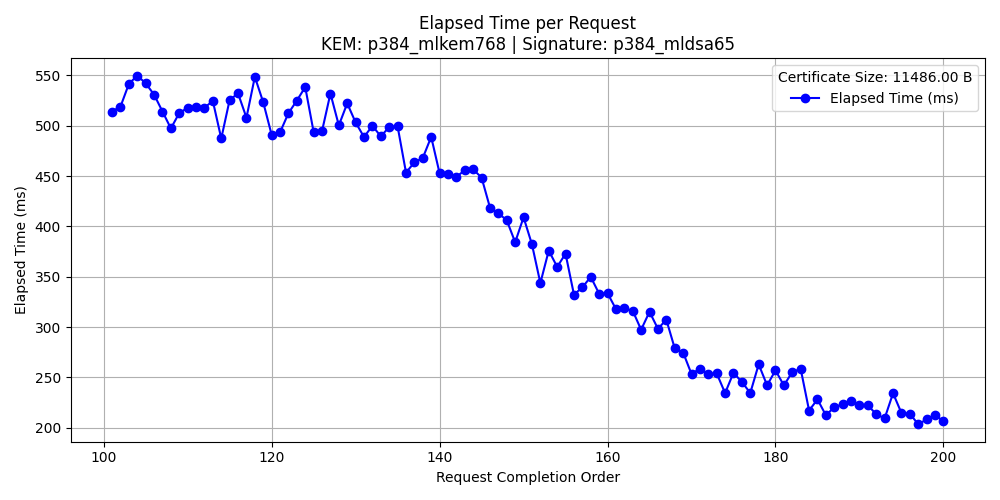 Elapsed Time per Request
KEM: p384_mlkem768 | Signature: p384_mldsa65
Certificate Size: 11486.00 B
Elapsed Time (ms)
Elapsed Time (ms)
550
500
450
400
350
300
250
200
100
120
140
160
180
200
Request Completion Order